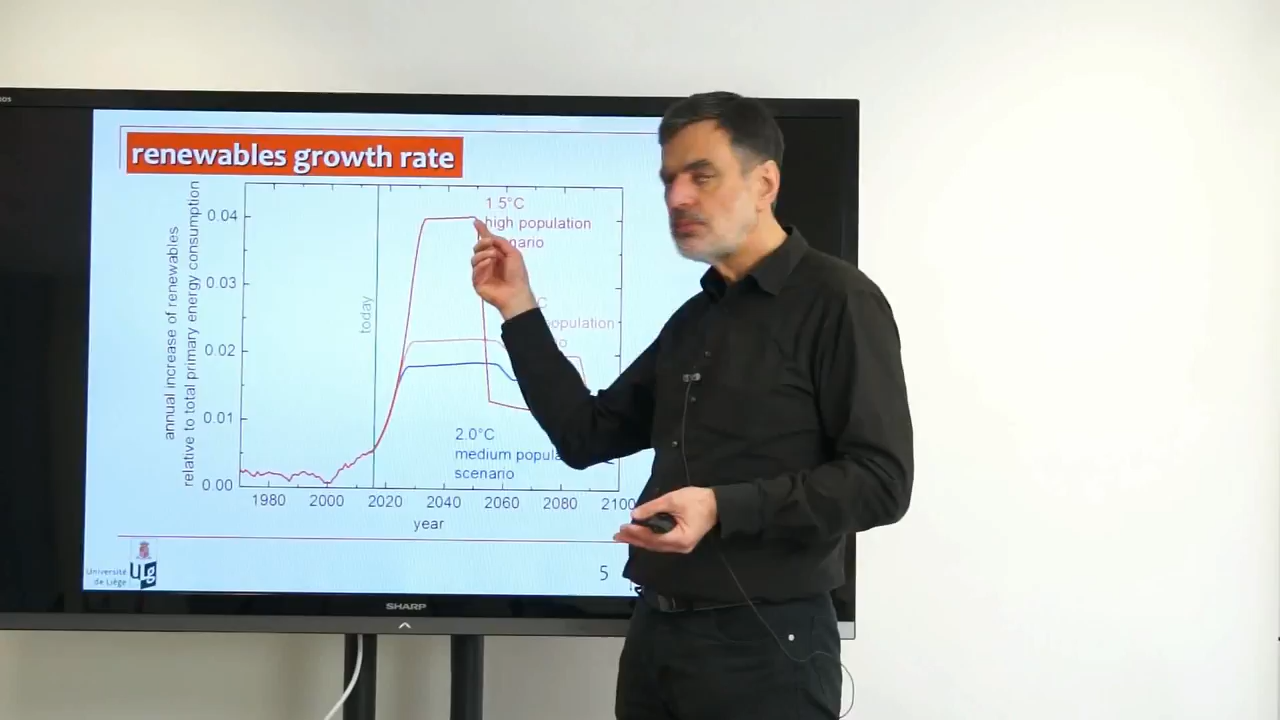 renewables growth rate
annual increase of renewables
relative to total primary energy consumption
0.04
0.03
0.02
0.01
0.00
1980
2000
2020
2040
2060
2080
2100
year
today
1 5°C
high population
2.0°C
medium
scenario
Université
de Liège
ug
5
SHARP